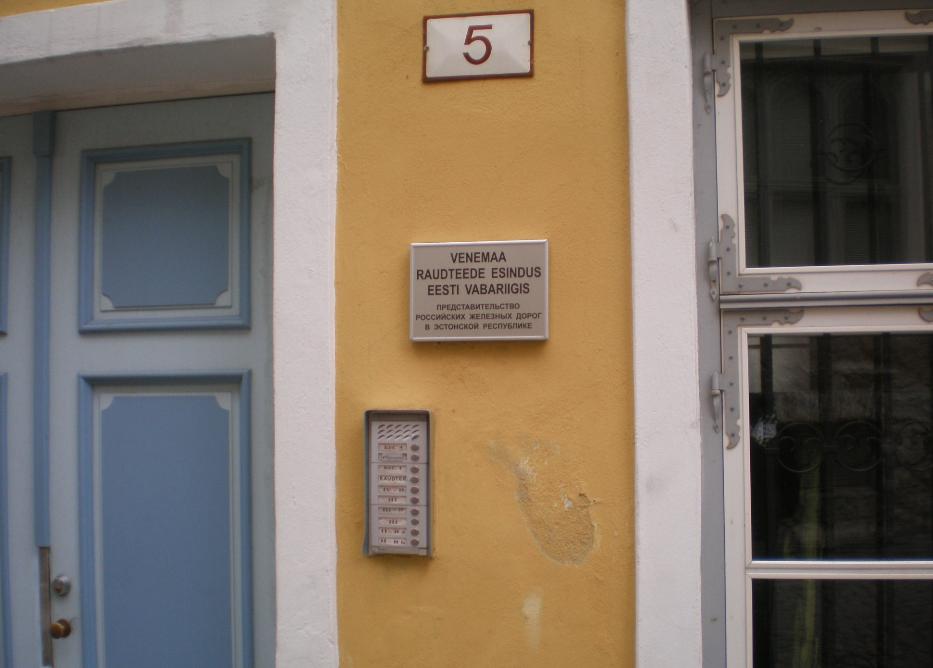 5
VENEMAA
RAUDTEEDE ESINDUS
EESTI VABARIIGIS
ПРЕДСТАВИТЕЛЬСТВО
РОССИЙСКИХ ЖЕЛЕЗНЫХ ДОРОГ
В ЭСТОНСКОЙ РЕСПУБЛИКЕ